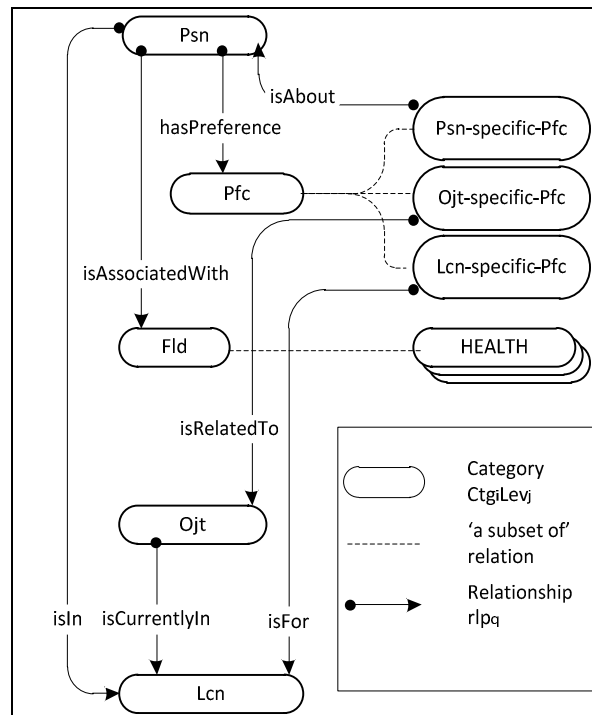 Psn
isAbout
hasPreference
Psn-specific-Pfc
Pfc
Ojt-specific-Pfc
Lcn-specific-Pfc
isAssociatedWith
Fld
HEALTH
isRelatedTo
Category
CtgiLevj
Ojt
'a subset of'
relation
Relationship
rlpq
isIn
isCurrentlyIn
isFor
Lcn